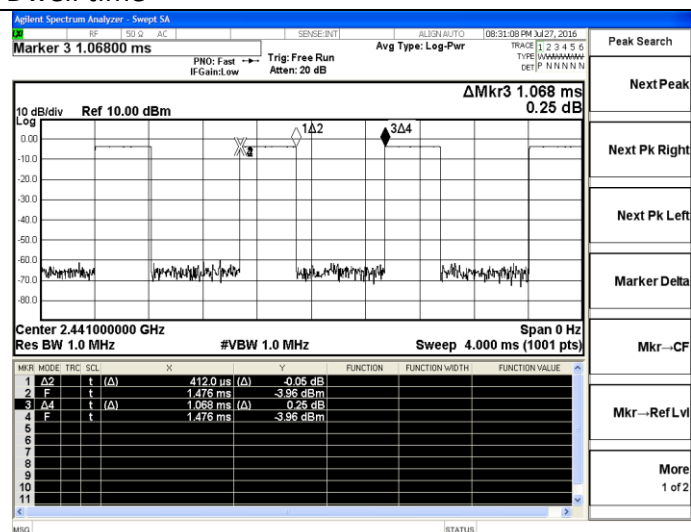 Dwell time
Agilent Spectrum Analyzer - Swept SA
RF 50 Ω AC SENSE:INT ALIGN AUTO 08:31:08 PM Jul 27, 2016
Marker 3 1.06800 ms
PNO: Fast
IFGain:Low
Trig: Free Run
Atten: 20 dB
Avg Type: Log-Pwr
TRACE 1 2 3 4 5 6
TYPE
DET P N N N N N
Peak Search
Next Peak
Next Pk Right
Next Pk Left
Marker Delta
Mkr→CF
Mkr→Ref Lvl
More
1 of 2
ΔMkr3 1.068 ms
0.25 dB
10 dB/div Ref 10.00 dBm
Log
1Δ2
3Δ4
0.00
-10.0
-20.0
-30.0
-40.0
-50.0
-60.0
-70.0
-80.0
Center 2.441000000 GHz Span 0 Hz
Res BW 1.0 MHz #VBW 1.0 MHz Sweep 4.000 ms (1001 pts)
MKR MODE TRC SCL X Y FUNCTION FUNCTION WIDTH FUNCTION VALUE
1 Δ2 t (Δ) 412.0 µs (Δ) -0.05 dB
2 F t 1.476 ms -3.96 dBm
3 Δ4 t (Δ) 1.068 ms (Δ) 0.25 dB
4 F t 1.476 ms -3.96 dBm
5
6
7
8
9
10
11
MSG STATUS